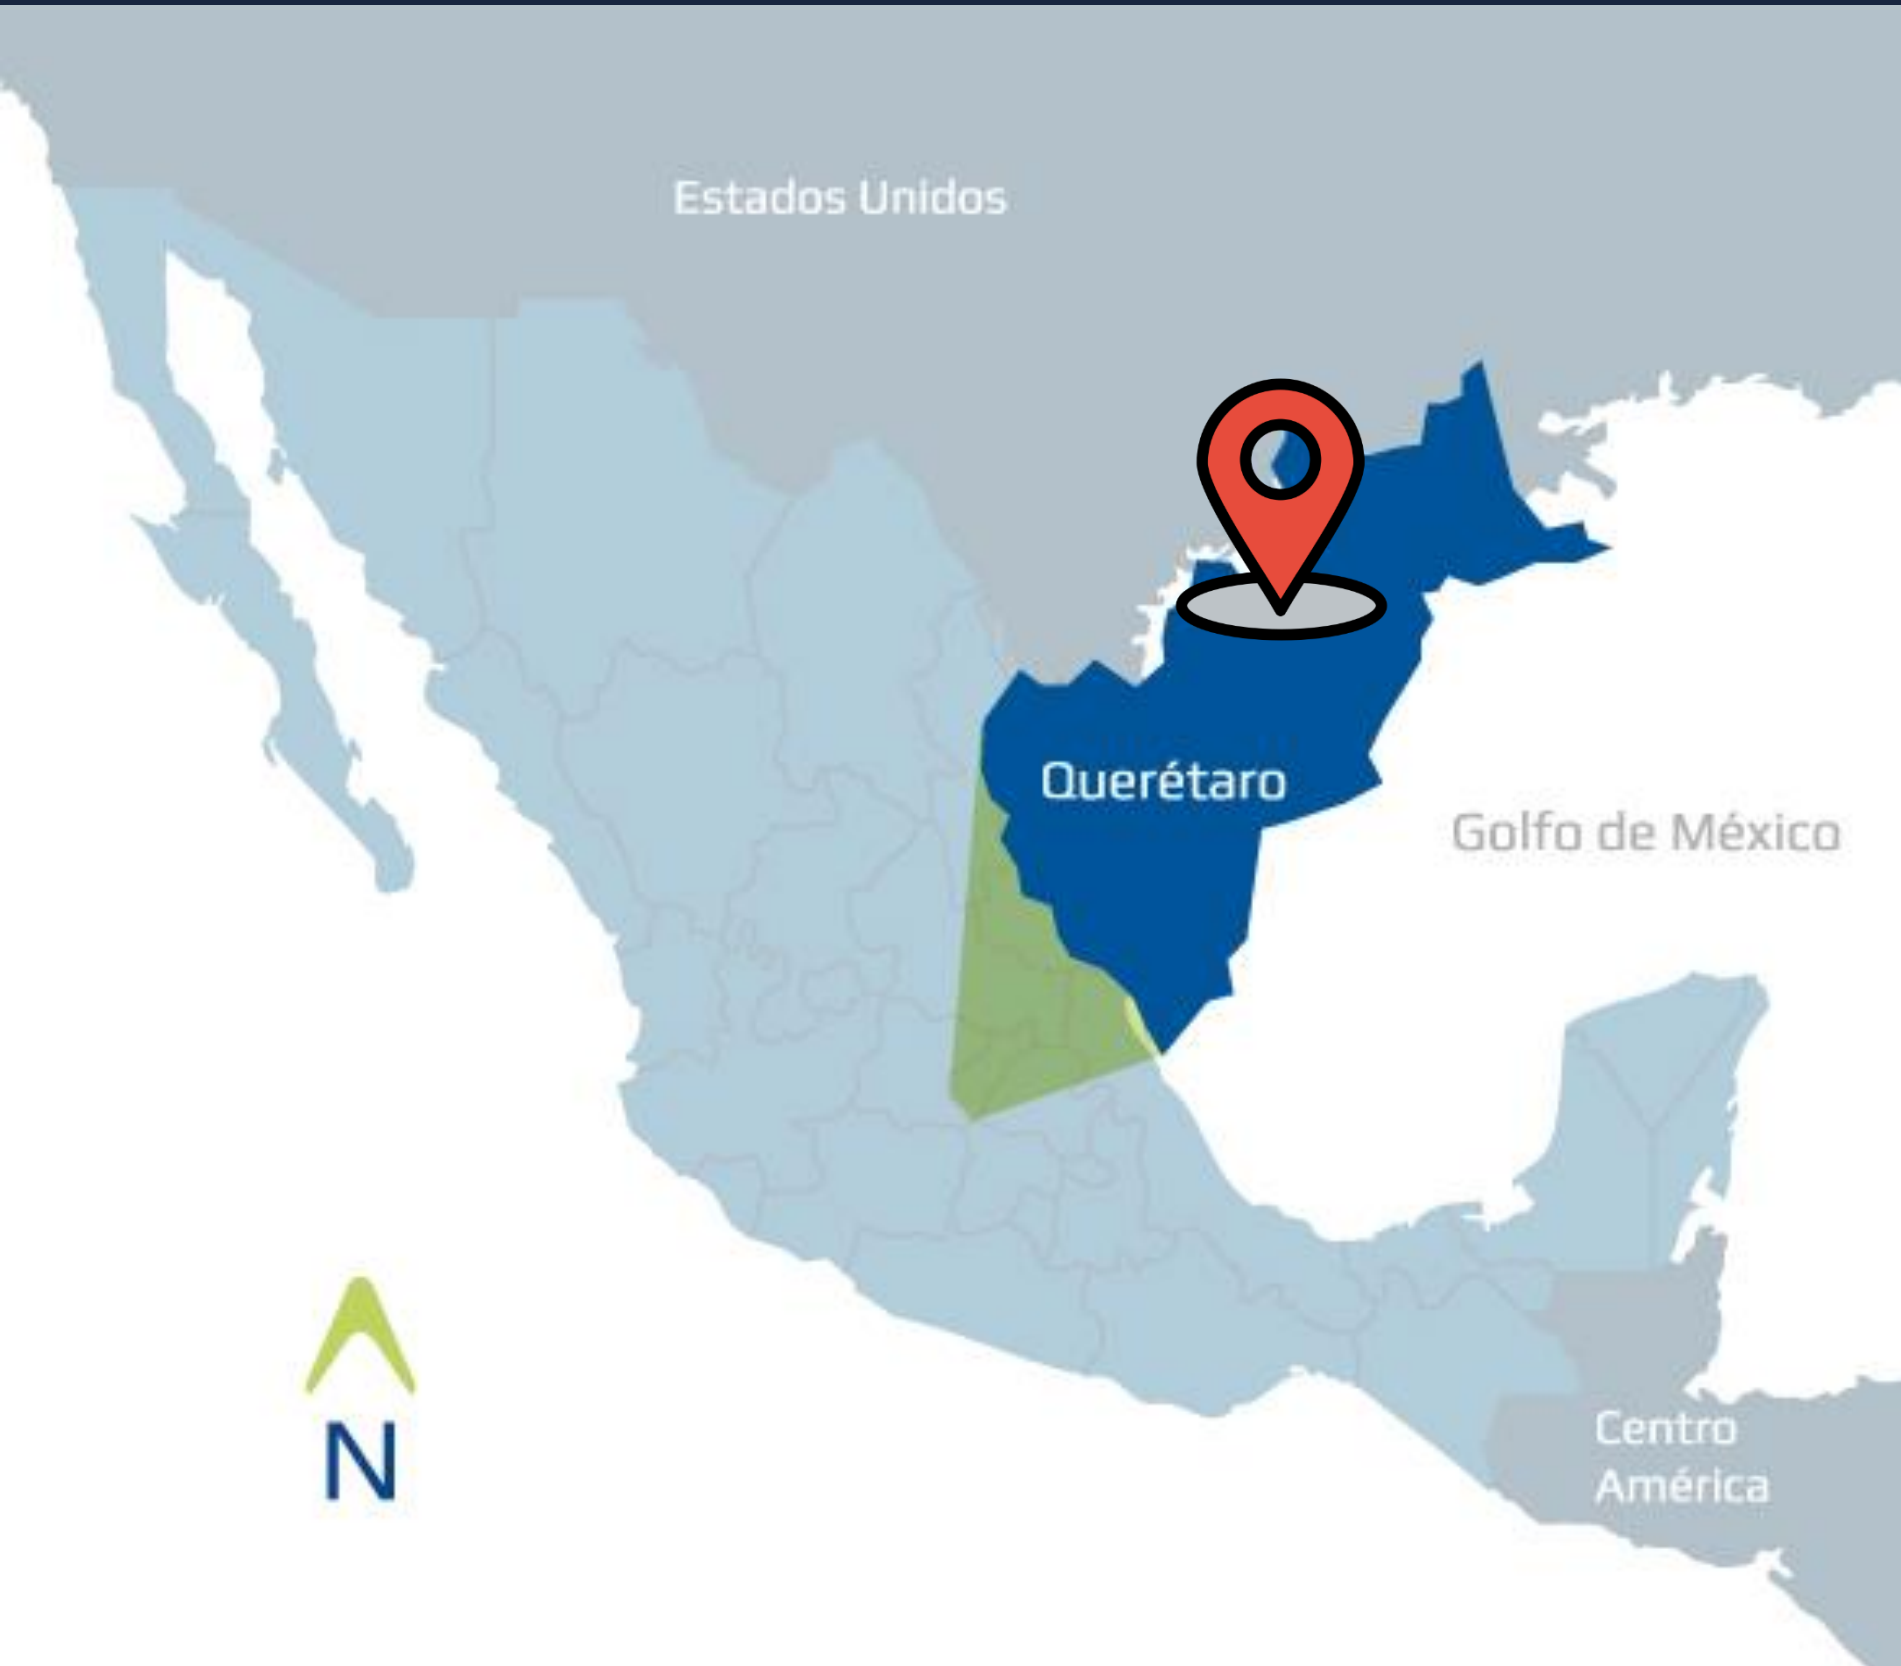 Estados Unidos
Querétaro
Golfo de México
N
Centro
América